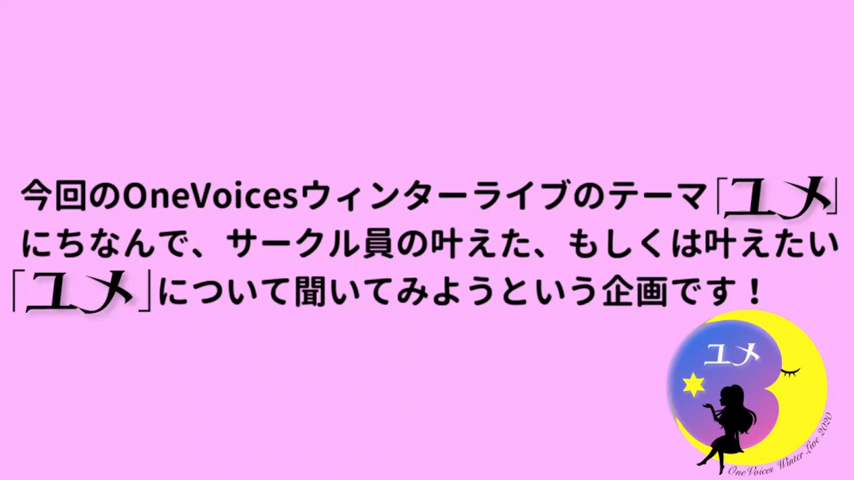 今回のOneVoicesウィンターライブのテーマ「ユメ」
にちなんで、サークル員の叶えた、もしくは叶えたい
「ユメ」について聞いてみようという企画です！
ユメ
OneVoices Winter Live 2020